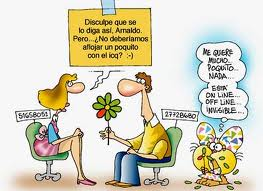 Disculpe que se
lo diga así, Arnaldo.
Pero...¿No deberíamos
aflojar un poquito
con el icq? :-)
ME QUIERE
MUCHO...
POQUITO...
NADA...
ESTÁ
ON LINE...
OFF LINE...
INVISIBLE...
51658051
27728680